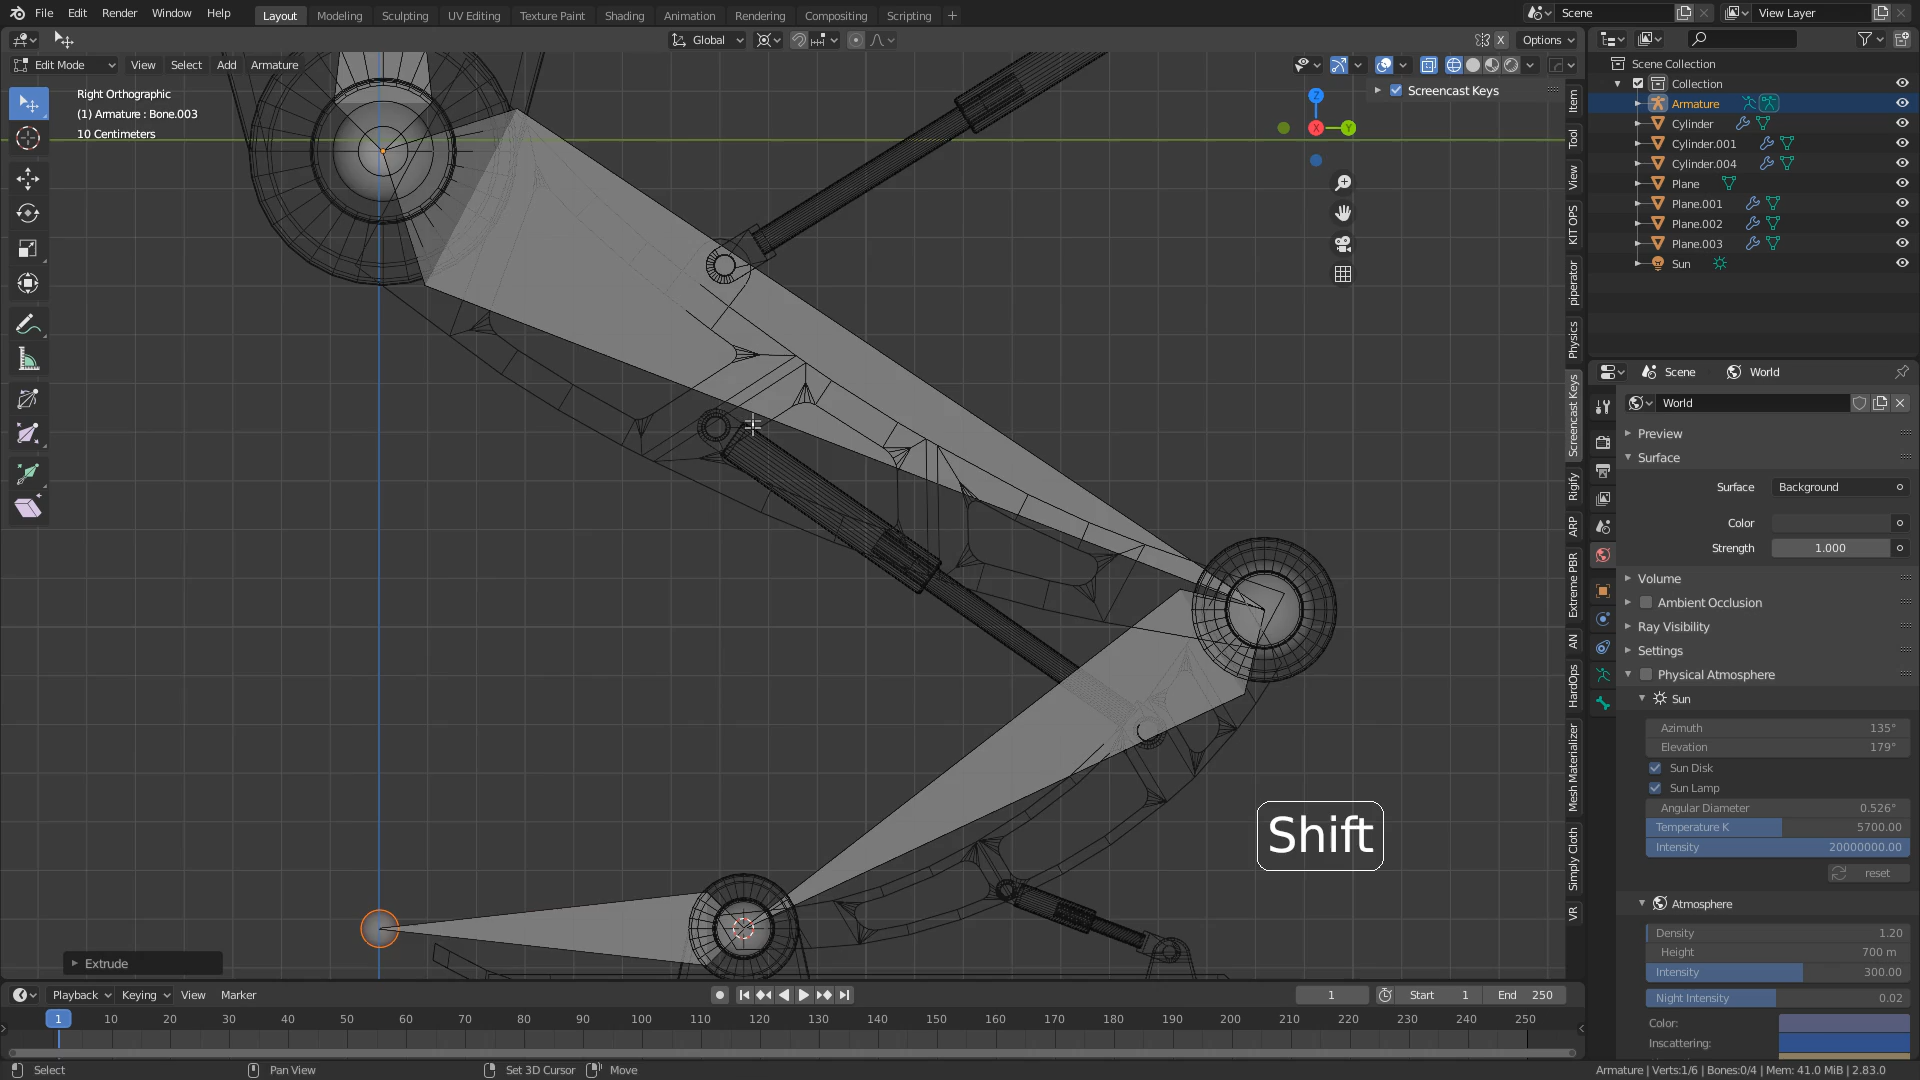 File Edit Render Window Help Layout Modeling Sculpting UV Editing Texture Paint Shading Animation Rendering Compositing Scripting + Scene View Layer
Global X Options
Edit Mode View Select Add Armature
Right Orthographic
(1) Armature : Bone.003
10 Centimeters
Screencast Keys
Z
X
Y
Item
Tool
View
KIT OPS
piperator
Physics
Screencast Keys
Rigify
ARP
Extreme PBR
AN
HardOps
Mesh Materializer
Simply Cloth
VR
Shift
Extrude
Scene Collection
Collection
Armature
Cylinder
Cylinder.001
Cylinder.004
Plane
Plane.001
Plane.002
Plane.003
Sun
Scene World
World
Preview
Surface
Surface Background
Color
Strength 1.000
Volume
Ambient Occlusion
Ray Visibility
Settings
Physical Atmosphere
Sun
Azimuth 135°
Elevation 179°
Sun Disk
Sun Lamp
Angular Diameter 0.526°
Temperature K 5700.00
Intensity 20000000.00
reset
Atmosphere
Density 1.20
Height 700 m
Intensity 300.00
Night Intensity 0.02
Color:
Inscattering:
Playback Keying View Marker 1 Start 1 End 250
1 10 20 30 40 50 60 70 80 90 100 110 120 130 140 150 160 170 180 190 200 210 220 230 240 250
Select Pan View Set 3D Cursor Move Armature | Verts:1/6 | Bones:0/4 | Mem: 41.0 MiB | 2.83.0